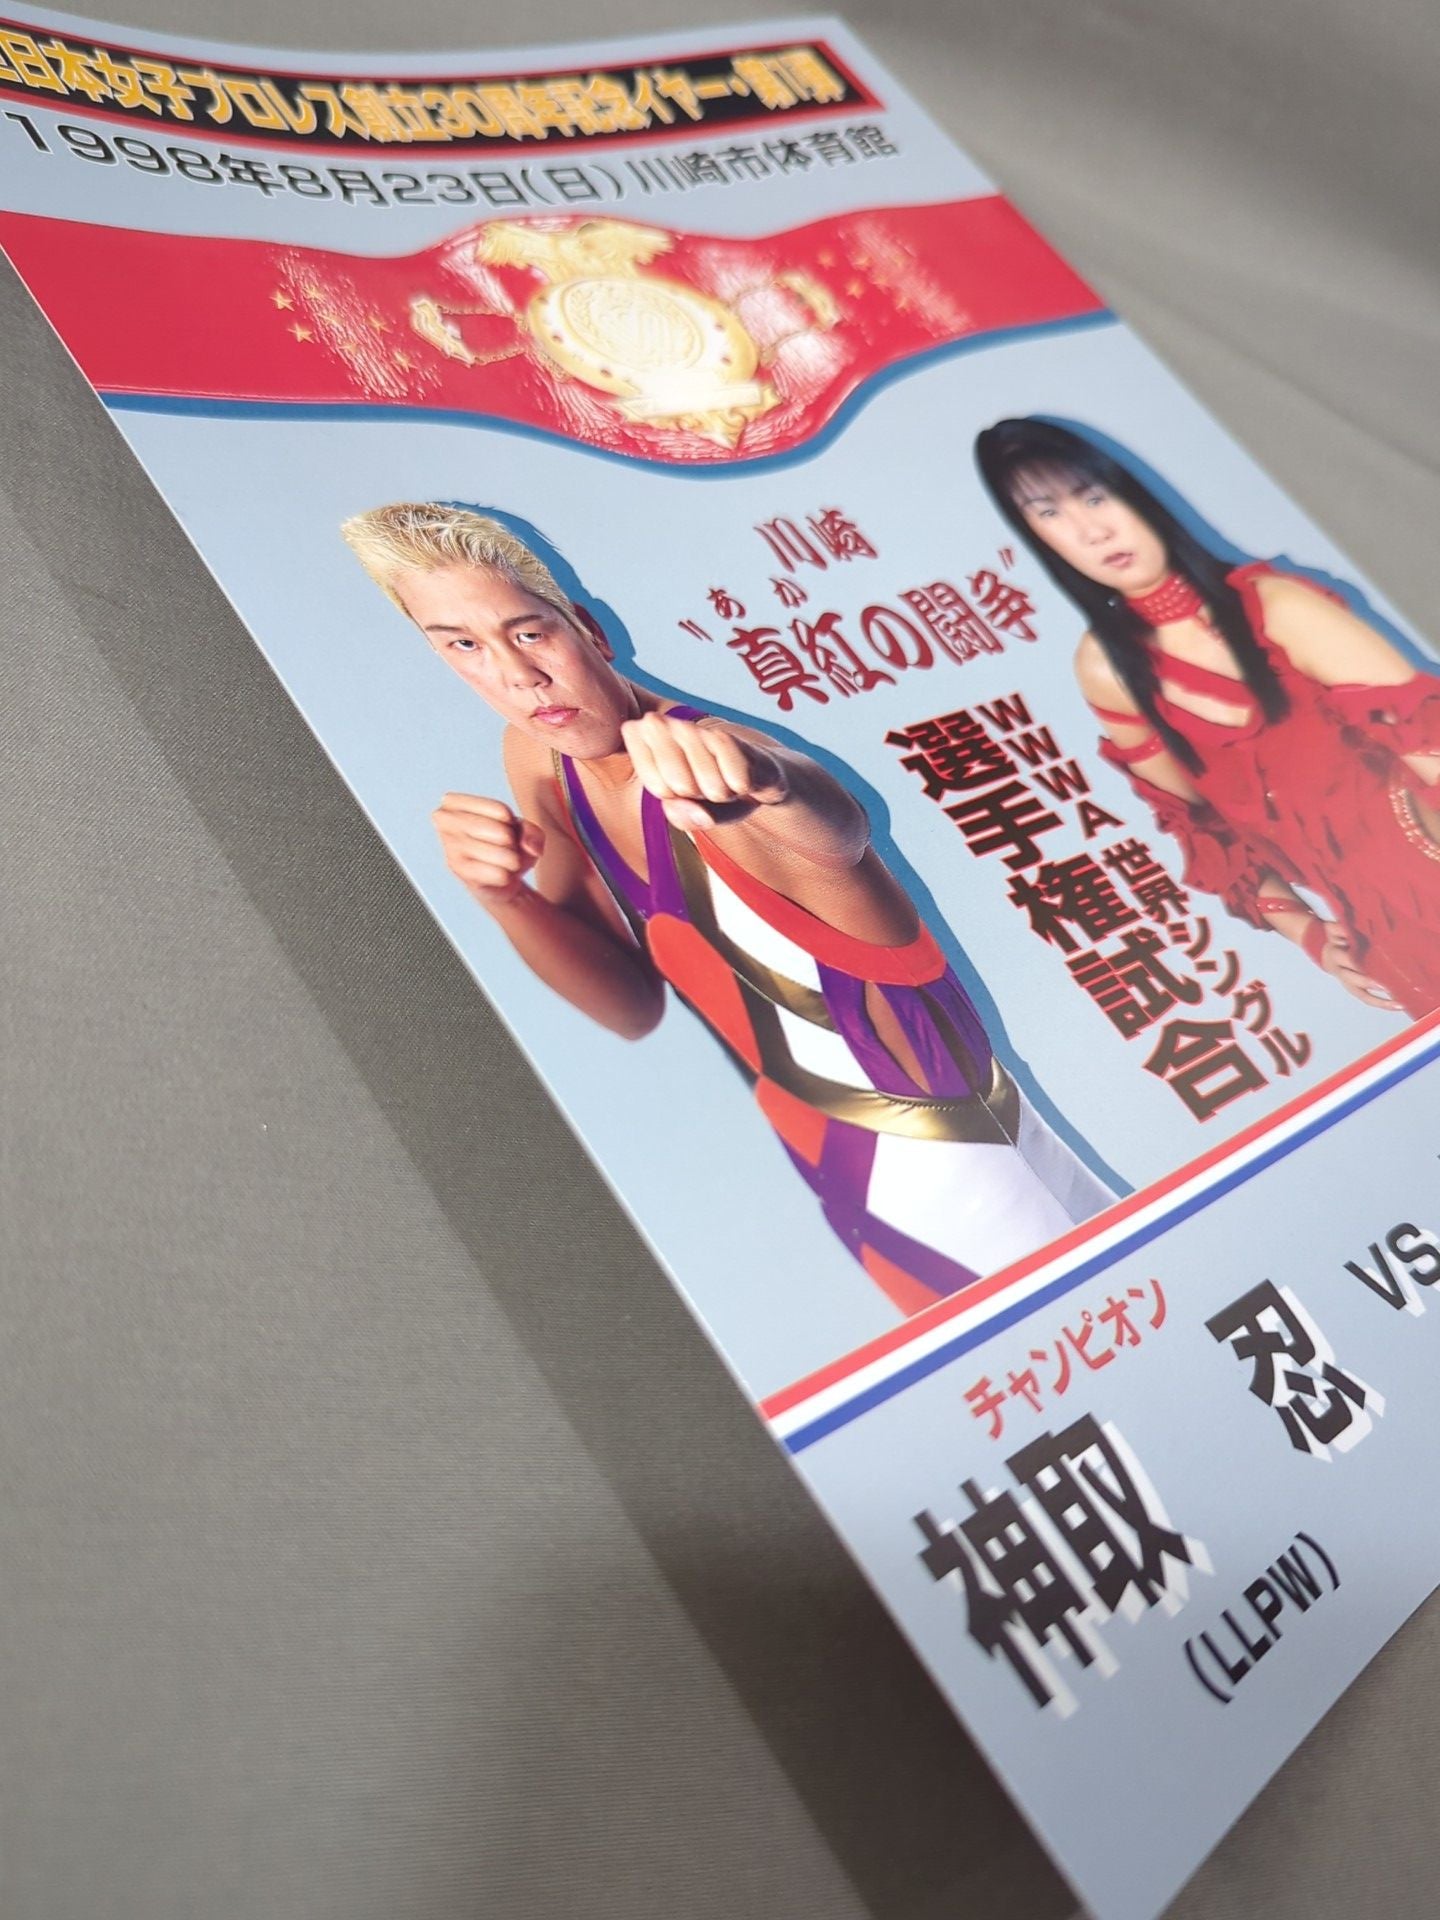 全日本女子プロレス創立30周年記念イヤー・第1弾
1998年8月23日(日)川崎市体育館
川崎
あか
"真紅の闘争"
WWWA世界シングル
選手権試合
チャンピオン
神取 忍 VS
(LLPW)